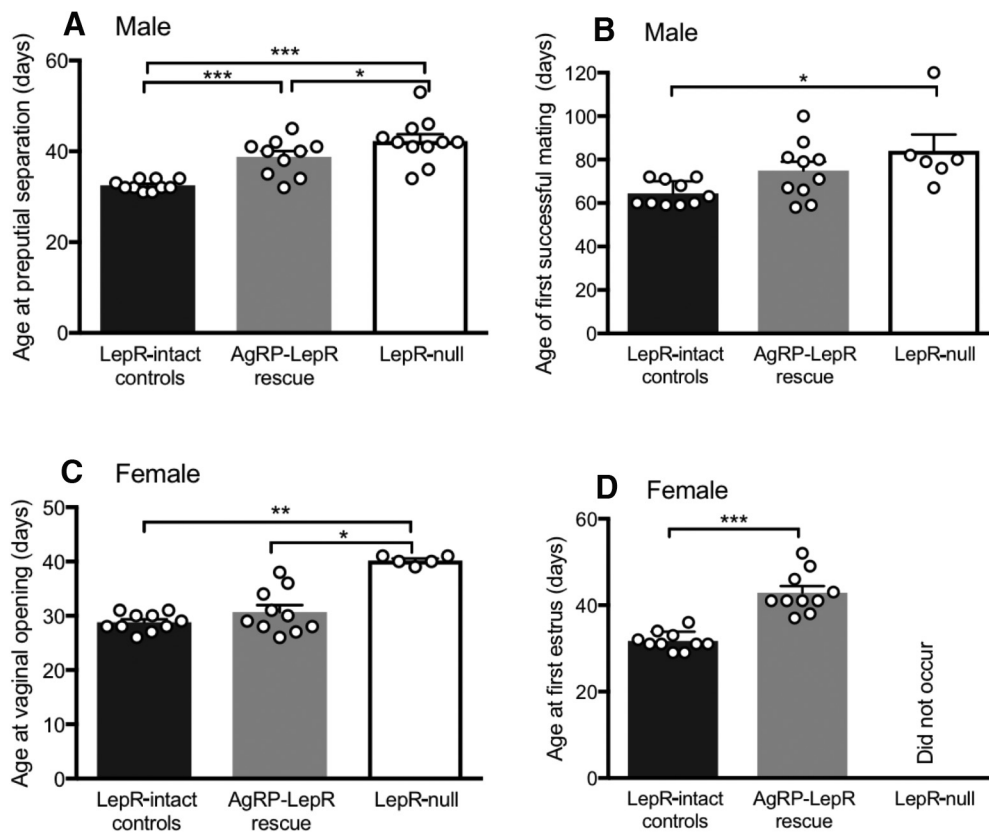 A Male
Age at preputial separation (days)
60
40
20
0
***
***
*
LepR-intact
controls
AgRP-LepR
rescue
LepR-null
B Male
Age of first successful mating (days)
120
100
80
60
40
20
0
*
LepR-intact
controls
AgRP-LepR
rescue
LepR-null
C Female
Age at vaginal opening (days)
50
40
30
20
10
0
**
*
LepR-intact
controls
AgRP-LepR
rescue
LepR-null
D Female
Age at first estrus (days)
60
40
20
0
***
Did not occur
LepR-intact
controls
AgRP-LepR
rescue
LepR-null